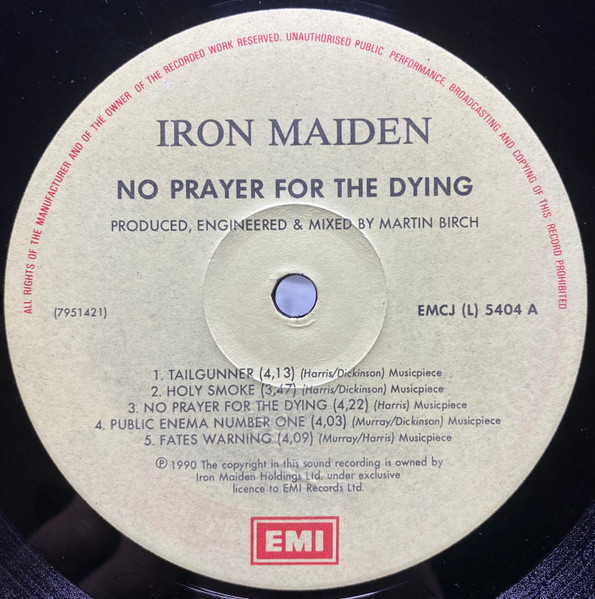 ALL RIGHTS OF THE MANUFACTURER AND OF THE OWNER OF THE RECORDED WORK RESERVED. UNAUTHORISED PUBLIC PERFORMANCE, BROADCASTING AND COPYING OF THIS RECORD PROHIBITED
IRON MAIDEN
NO PRAYER FOR THE DYING
PRODUCED, ENGINEERED & MIXED BY MARTIN BIRCH
(7951421)
EMCJ (L) 5404 A
1. TAILGUNNER (4,13) (Harris/Dickinson) Musicpiece
2. HOLY SMOKE (3,47) (Harris/Dickinson) Musicpiece
3. NO PRAYER FOR THE DYING (4,22) (Harris) Musicpiece
4. PUBLIC ENEMA NUMBER ONE (4,03) (Murray/Dickinson) Musicpiece
5. FATES WARNING (4,09) (Murray/Harris) Musicpiece
℗ 1990 The copyright in this sound recording is owned by
Iron Maiden Holdings Ltd. under exclusive
licence to EMI Records Ltd.
EMI